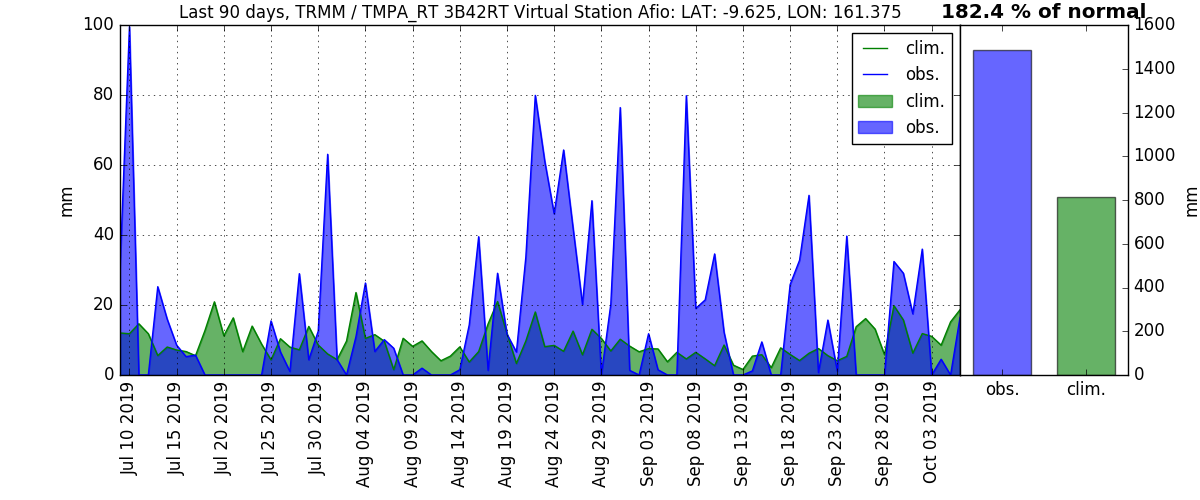 Last 90 days, TRMM / TMPA_RT 3B42RT Virtual Station Afio: LAT: -9.625, LON: 161.375
182.4 % of normal
100
80
60
40
20
0
mm
clim.
obs.
clim.
obs.
1600
1400
1200
1000
800
600
400
200
0
mm
Jul 10 2019
Jul 15 2019
Jul 20 2019
Jul 25 2019
Jul 30 2019
Aug 04 2019
Aug 09 2019
Aug 14 2019
Aug 19 2019
Aug 24 2019
Aug 29 2019
Sep 03 2019
Sep 08 2019
Sep 13 2019
Sep 18 2019
Sep 23 2019
Sep 28 2019
Oct 03 2019
obs.
clim.